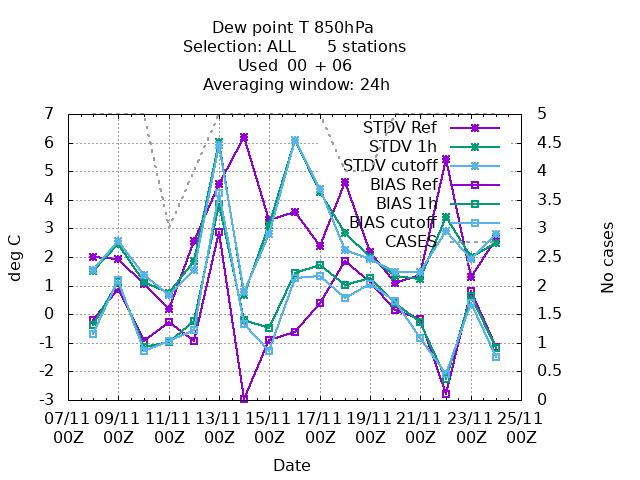 Dew point T 850hPa
Selection: ALL 5 stations
Used 00 + 06
Averaging window: 24h
7 5
6 4.5
5 4
4 3.5
3 3
2 2.5
1 2
0 1.5
-1 1
-2 0.5
-3 0
deg C
No cases
STDV Ref
STDV 1h
STDV cutoff
BIAS Ref
BIAS 1h
BIAS cutoff
CASES
07/11 09/11 11/11 13/11 15/11 17/11 19/11 21/11 23/11 25/11
00Z 00Z 00Z 00Z 00Z 00Z 00Z 00Z 00Z 00Z
Date